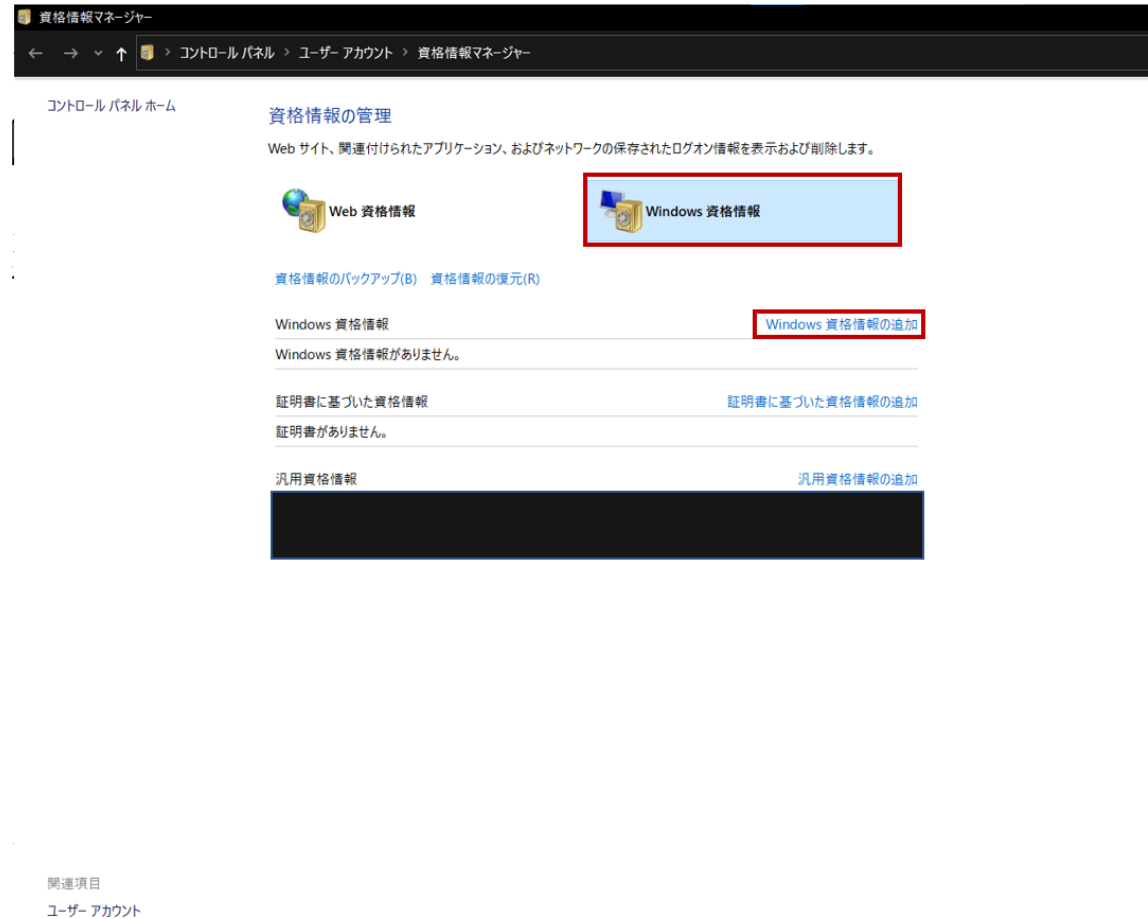 資格情報マネージャー
コントロール パネル > ユーザー アカウント > 資格情報マネージャー
コントロール パネル ホーム
資格情報の管理
Web サイト、関連付けられたアプリケーション、およびネットワークの保存されたログオン情報を表示および削除します。
Web 資格情報
Windows 資格情報
資格情報のバックアップ(B) 資格情報の復元(R)
Windows 資格情報 Windows 資格情報の追加
Windows 資格情報がありません。
証明書に基づいた資格情報 証明書に基づいた資格情報の追加
証明書がありません。
汎用資格情報 汎用資格情報の追加
関連項目
ユーザー アカウント